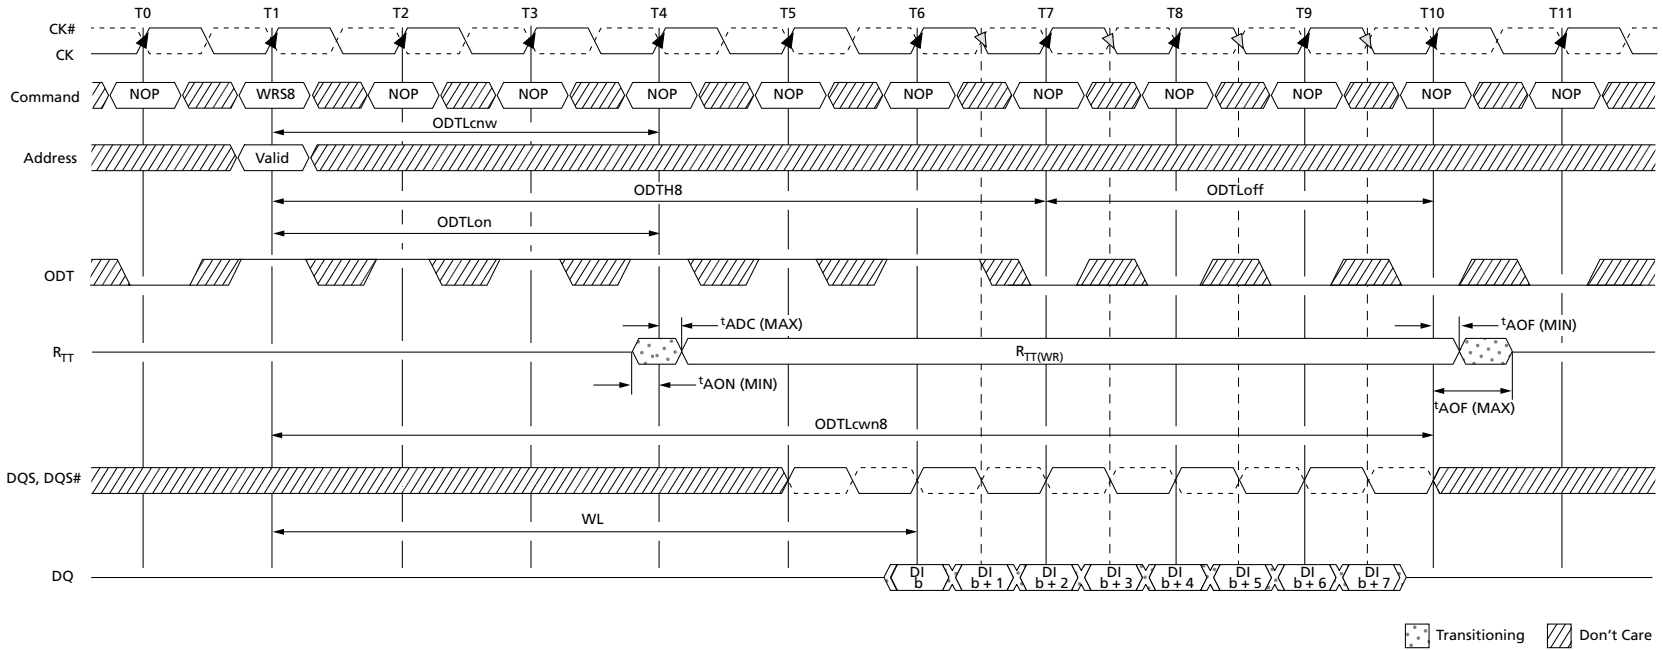 T0 T1 T2 T3 T4 T5 T6 T7 T8 T9 T10 T11
CK#
CK
Command NOP WRS8 NOP NOP NOP NOP NOP NOP NOP NOP NOP NOP
ODTLcnw
Address Valid
ODTH8 ODTLoff
ODTLon
ODT
tADC (MAX) tAOF (MIN)
RTT RTT(WR)
tAON (MIN)
tAOF (MAX)
ODTLcwn8
DQS, DQS#
WL
DQ DI b DI b + 1 DI b + 2 DI b + 3 DI b + 4 DI b + 5 DI b + 6 DI b + 7
Transitioning Don't Care